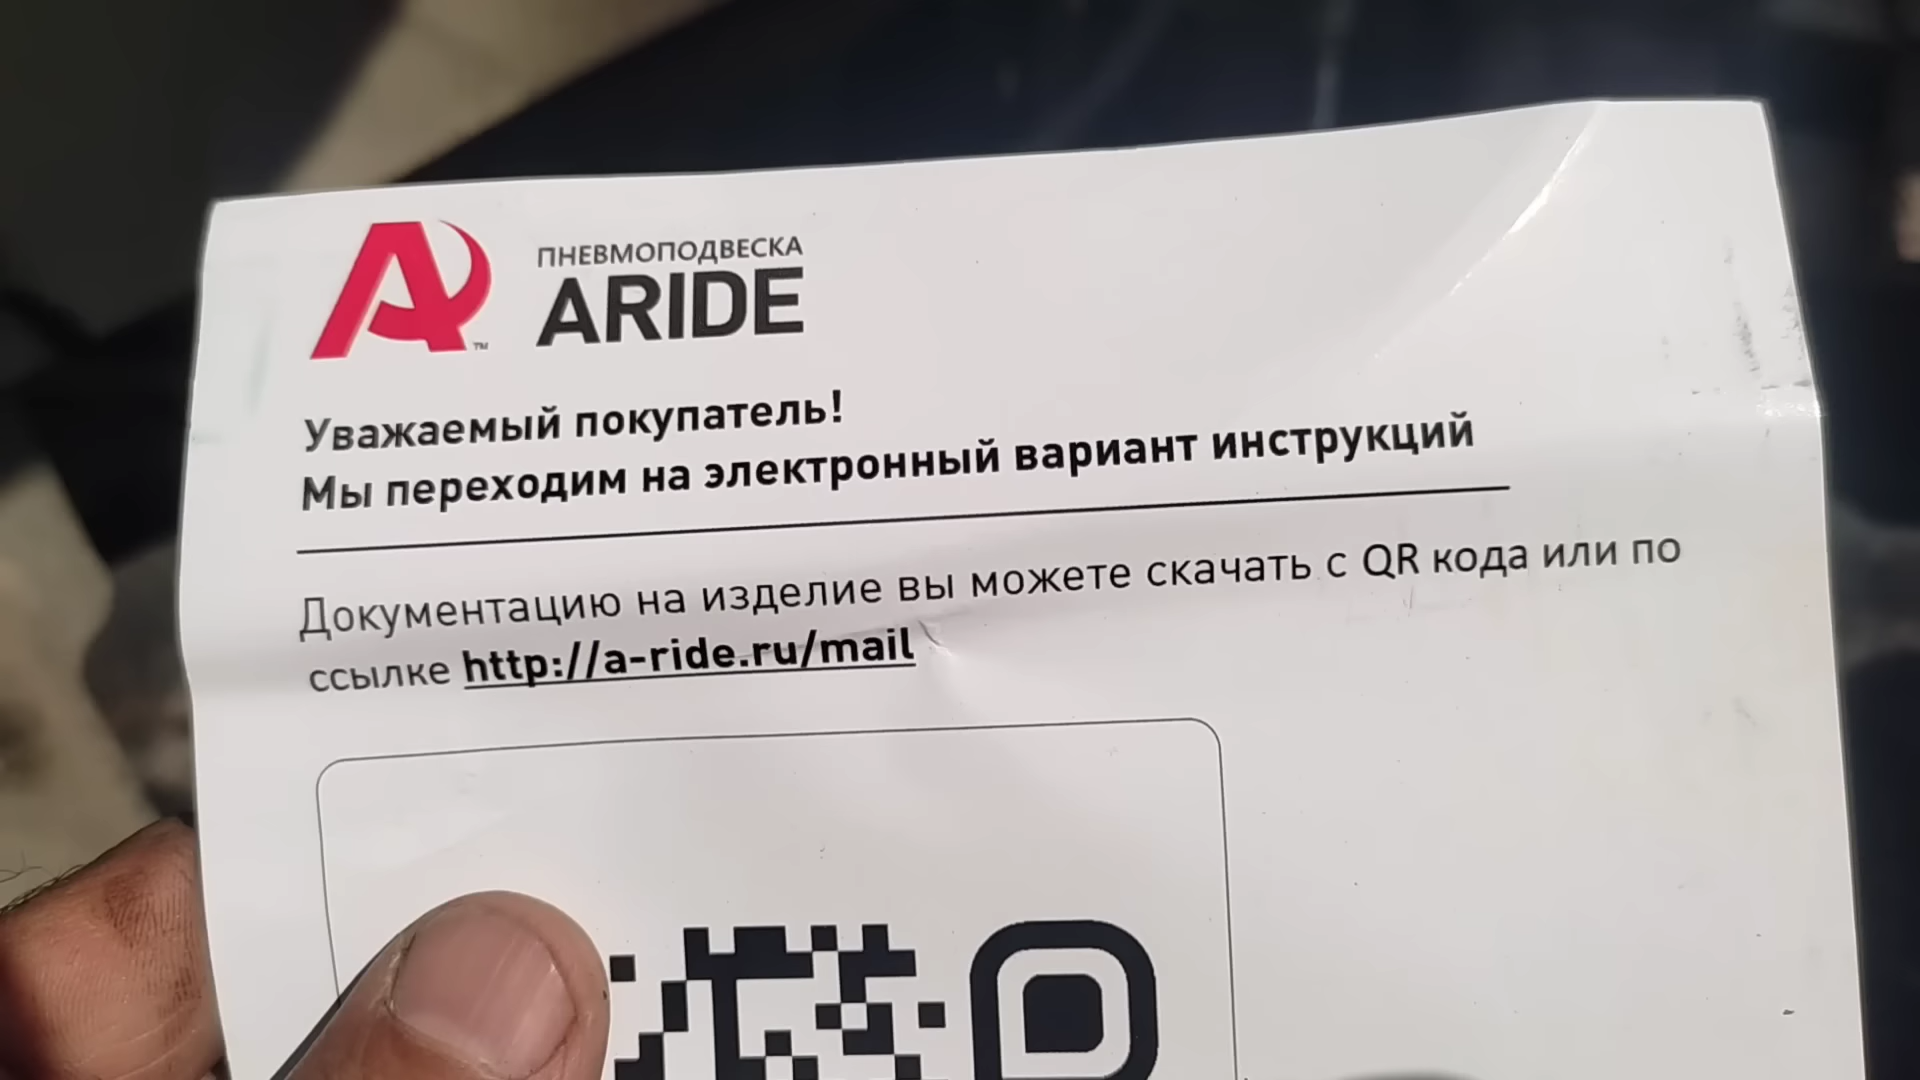 ПНЕВМОПОДВЕСКА
ARIDE
™
Уважаемый покупатель!
Мы переходим на электронный вариант инструкций
Документацию на изделие вы можете скачать с QR кода или по
ссылке http://a-ride.ru/mail